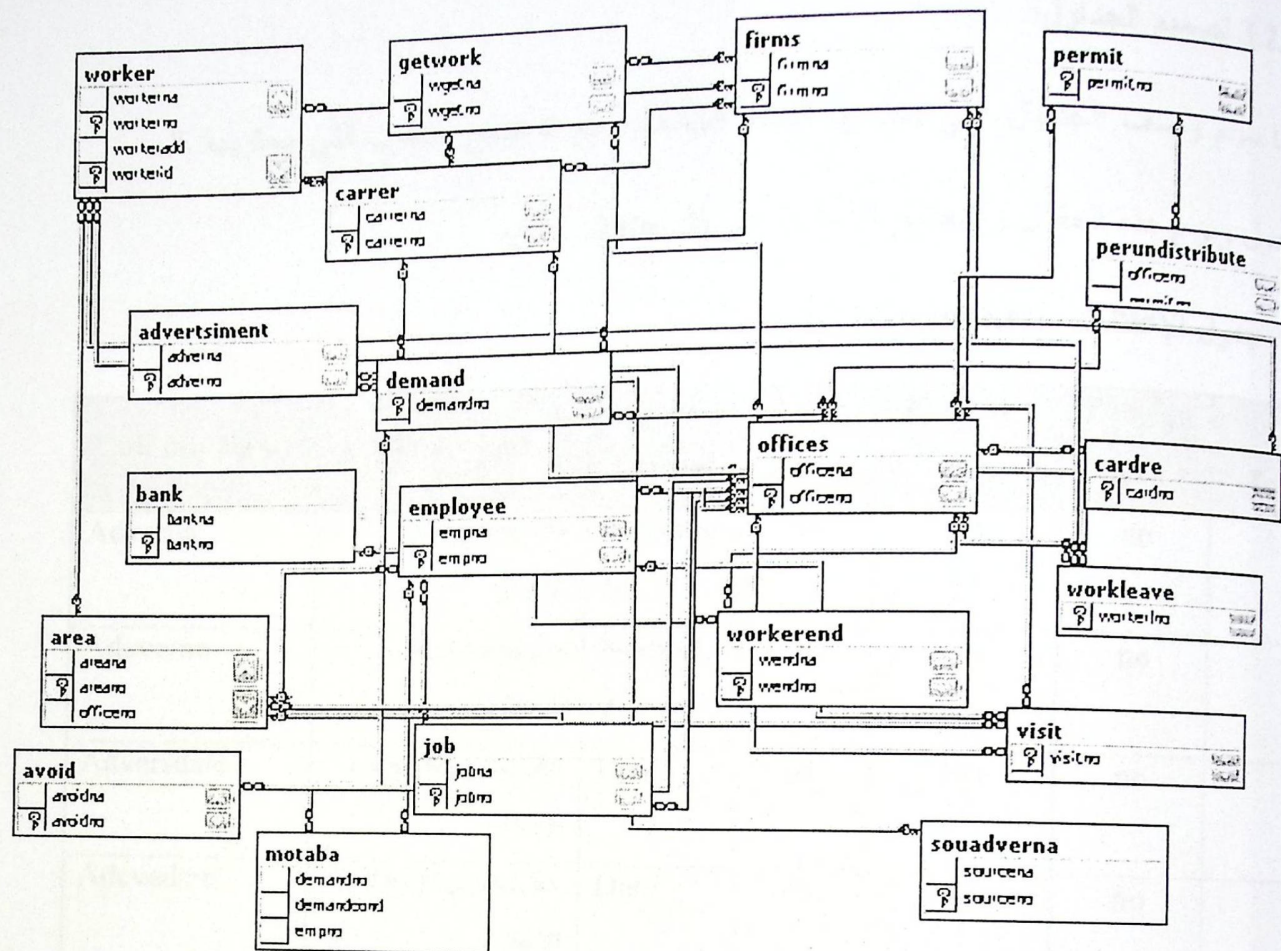 worker
workerna
workerno
workeradd
workerid
getwork
wgetna
wgetno
firms
firmna
firmno
permit
permitno
carrer
carrerna
carrerno
perundistribute
officeno
permitno
advertsiment
adverna
adverno
demand
demandno
offices
officena
officeno
cardre
cardno
bank
bankna
bankno
employee
empna
empno
workleave
workerlno
area
areana
areano
officeno
workerend
wendna
wendno
visit
visitno
job
jobna
jobno
avoid
avoidna
avoidno
motaba
demandno
demandcond
empno
souadverna
sourcena
sourceno